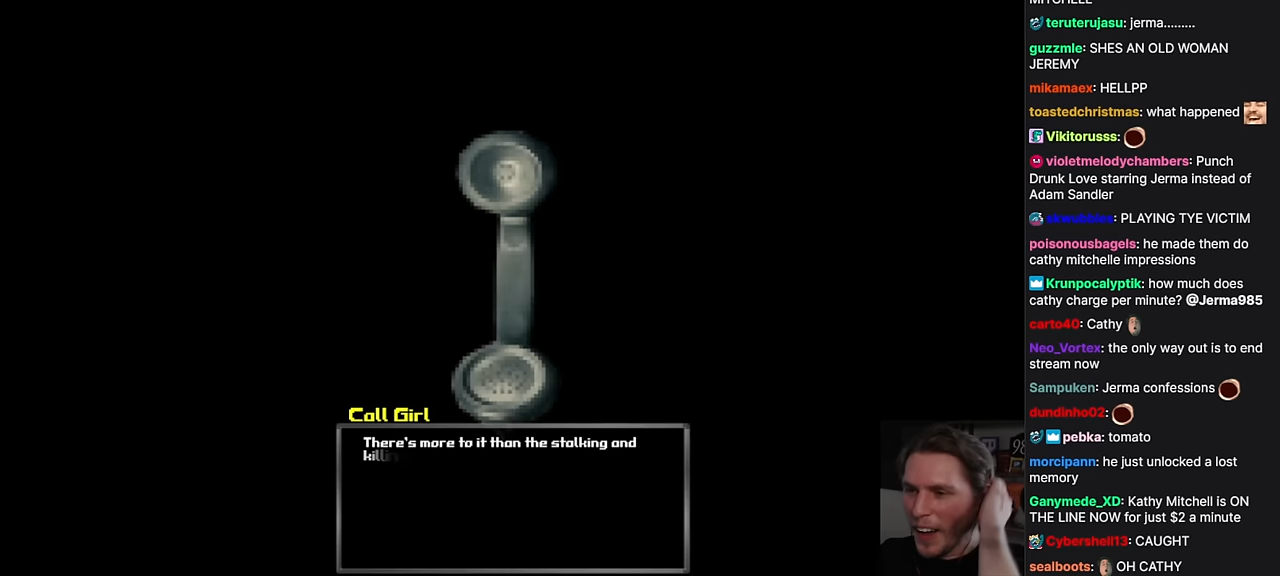 MITCHELL
teruterujasu: jerma.........
guzzmle: SHES AN OLD WOMAN
JEREMY
mikamaex: HELLPP
toastedchristmas: what happened
Vikitorusss:
violetmelodychambers: Punch
Drunk Love starring Jerma instead of
Adam Sandler
: PLAYING TYE VICTIM
poisonousbagels: he made them do
cathy mitchelle impressions
Krunpocalyptik: how much does
cathy charge per minute? @Jerma985
carto40: Cathy
Neo_Vortex: the only way out is to end
stream now
Sampuken: Jerma confessions
dundinho02:
pebka: tomato
morcipann: he just unlocked a lost
memory
Ganymede_XD: Kathy Mitchell is ON
THE LINE NOW for just $2 a minute
Cybershell13: CAUGHT
sealboots: OH CATHY
Call Girl
There's more to it than the stalking and
killin